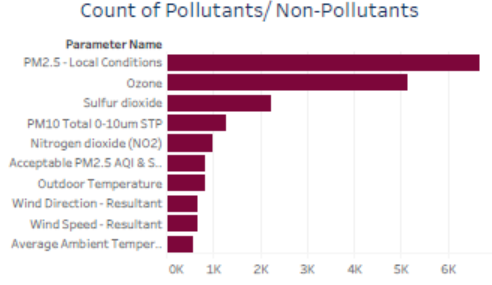 Count of Pollutants/ Non-Pollutants
Parameter Name
PM2.5 - Local Conditions
Ozone
Sulfur dioxide
PM10 Total 0-10um STP
Nitrogen dioxide (NO2)
Acceptable PM2.5 AQI & S..
Outdoor Temperature
Wind Direction - Resultant
Wind Speed - Resultant
Average Ambient Temper..
0K 1K 2K 3K 4K 5K 6K